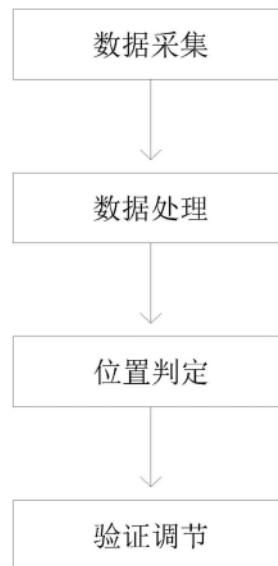 数据采集
数据处理
位置判定
验证调节